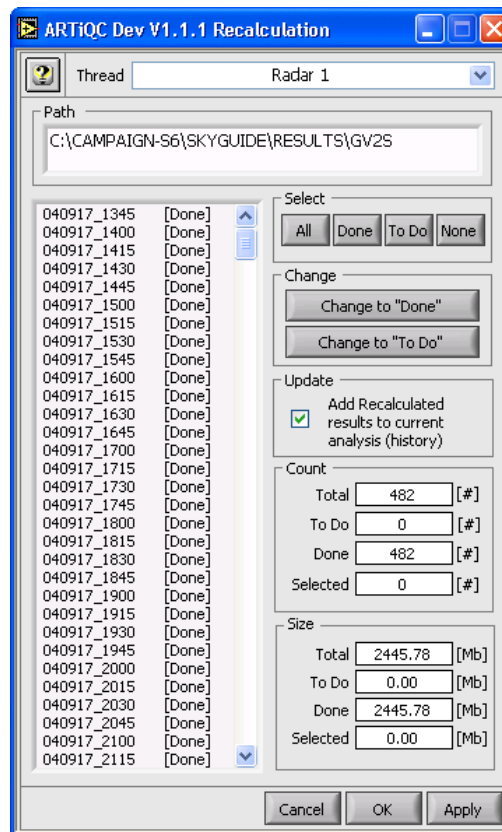 ARTiQC Dev V1.1.1 Recalculation
? Thread Radar 1
Path
C:\CAMPAIGN-S6\SKYGUIDE\RESULTS\GV2S
040917_1345 [Done]
040917_1400 [Done]
040917_1415 [Done]
040917_1430 [Done]
040917_1445 [Done]
040917_1500 [Done]
040917_1515 [Done]
040917_1530 [Done]
040917_1545 [Done]
040917_1600 [Done]
040917_1615 [Done]
040917_1630 [Done]
040917_1645 [Done]
040917_1700 [Done]
040917_1715 [Done]
040917_1730 [Done]
040917_1745 [Done]
040917_1800 [Done]
040917_1815 [Done]
040917_1830 [Done]
040917_1845 [Done]
040917_1900 [Done]
040917_1915 [Done]
040917_1930 [Done]
040917_1945 [Done]
040917_2000 [Done]
040917_2015 [Done]
040917_2030 [Done]
040917_2045 [Done]
040917_2100 [Done]
040917_2115 [Done]
Select
All Done To Do None
Change
Change to "Done"
Change to "To Do"
Update
Add Recalculated
results to current
analysis (history)
Count
Total 482 [#]
To Do 0 [#]
Done 482 [#]
Selected 0 [#]
Size
Total 2445.78 [Mb]
To Do 0.00 [Mb]
Done 2445.78 [Mb]
Selected 0.00 [Mb]
Cancel OK Apply